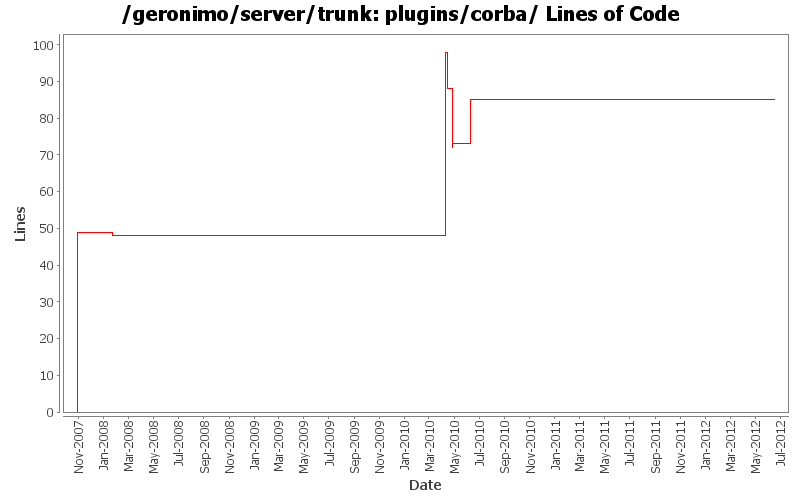 /geronimo/server/trunk: plugins/corba/ Lines of Code
Lines
100
90
80
70
60
50
40
30
20
10
0
Nov-2007
Jan-2008
Mar-2008
May-2008
Jul-2008
Sep-2008
Nov-2008
Jan-2009
Mar-2009
May-2009
Jul-2009
Sep-2009
Nov-2009
Jan-2010
Mar-2010
May-2010
Jul-2010
Sep-2010
Nov-2010
Jan-2011
Mar-2011
May-2011
Jul-2011
Sep-2011
Nov-2011
Jan-2012
Mar-2012
May-2012
Jul-2012
Date